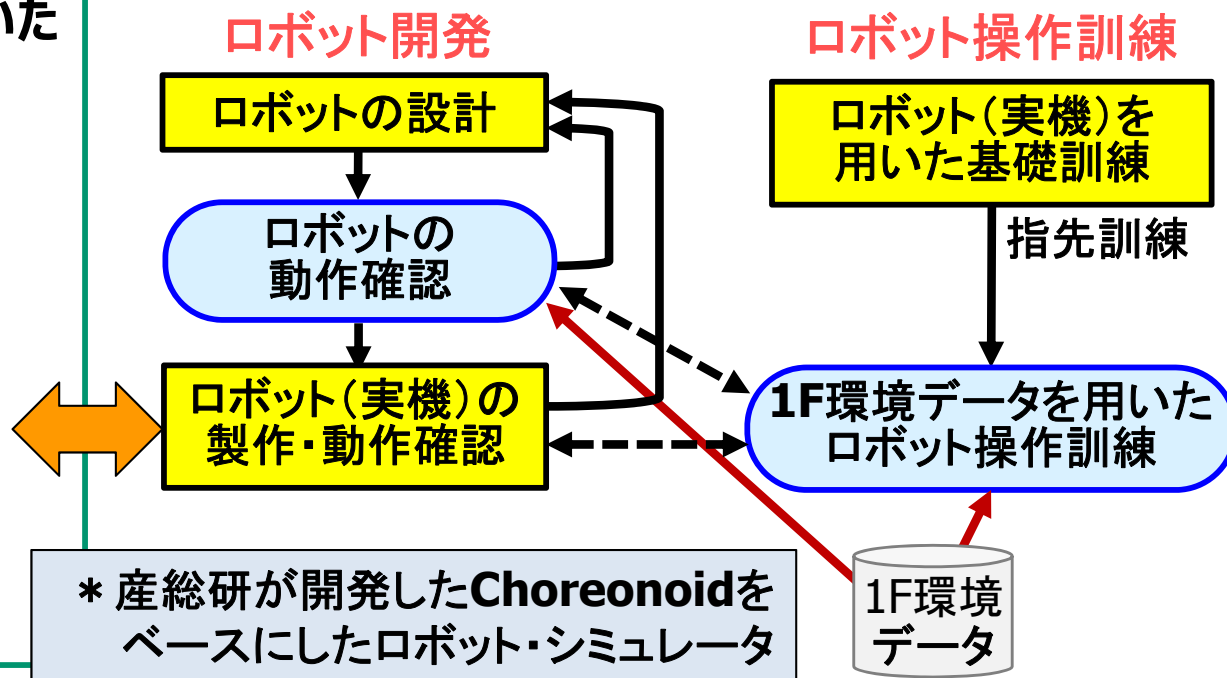 いた
ロボット開発
ロボットの設計
ロボットの
動作確認
ロボット（実機）の
製作・動作確認
ロボット操作訓練
ロボット（実機）を
用いた基礎訓練
指先訓練
1F環境データを用いた
ロボット操作訓練
1F環境
データ
＊産総研が開発したChoreonoidを
ベースにしたロボット・シミュレータ